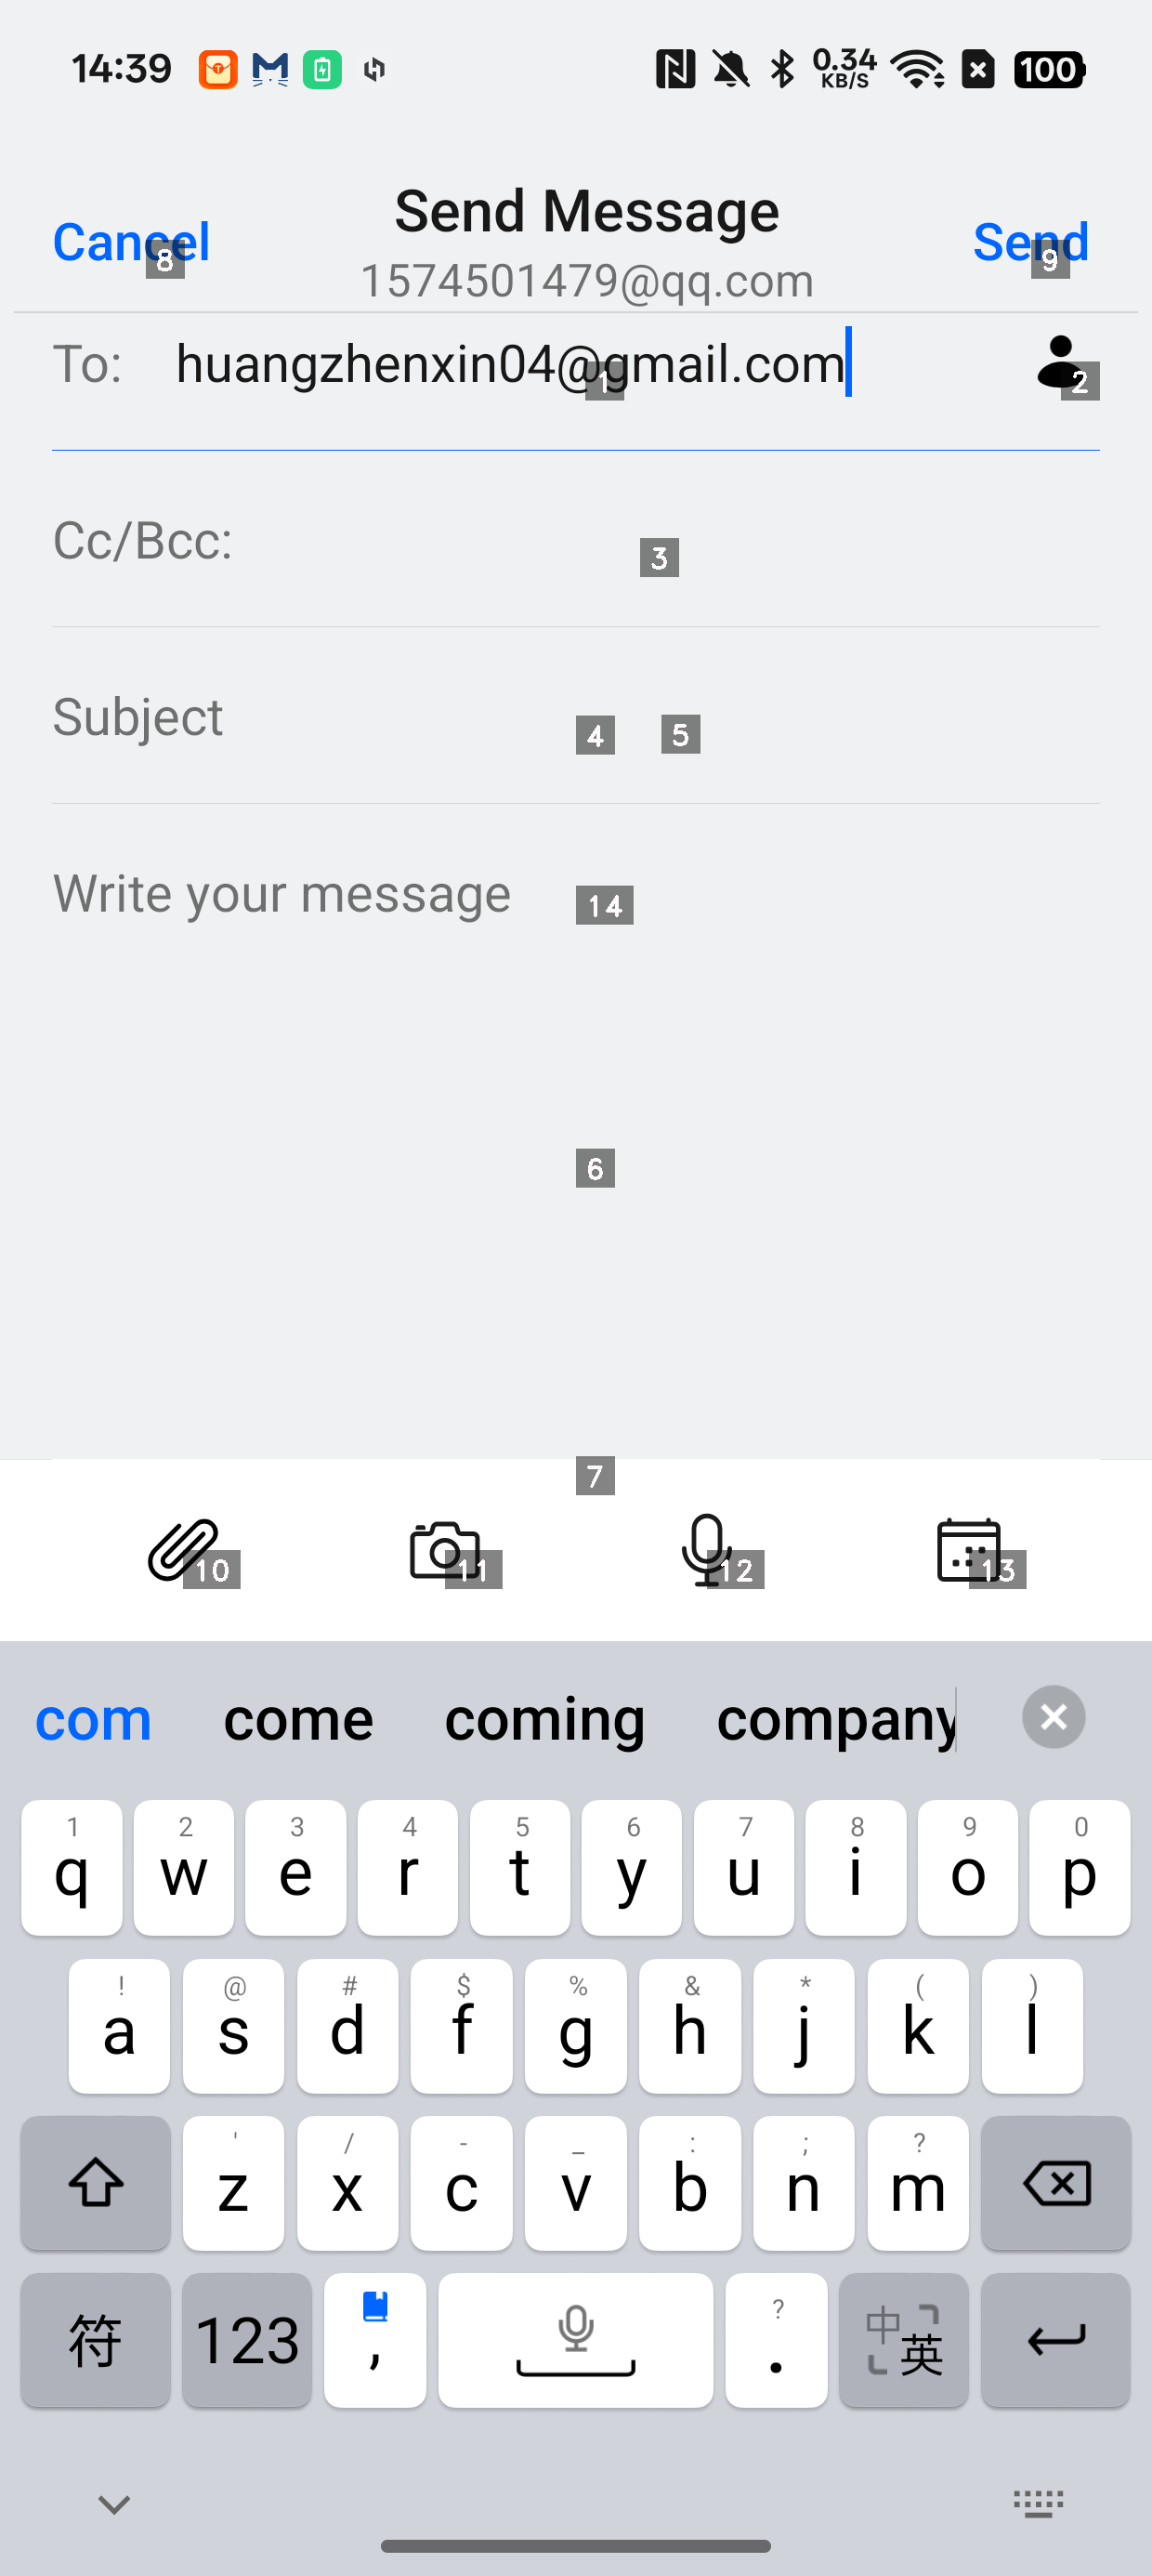 14:39 0.34 KB/S 100
Cancel Send Message Send
1574501479@qq.com
8 9
To: huangzhenxin04@gmail.com
1 2
Cc/Bcc:
3
Subject
4 5
Write your message
14
6
7
10 11 12 13
com come coming company
1 2 3 4 5 6 7 8 9 0
q w e r t y u i o p
! @ # $ % & * ( )
a s d f g h j k l
' / - _ : ; ?
z x c v b n m
符 123 , ? . 中 英